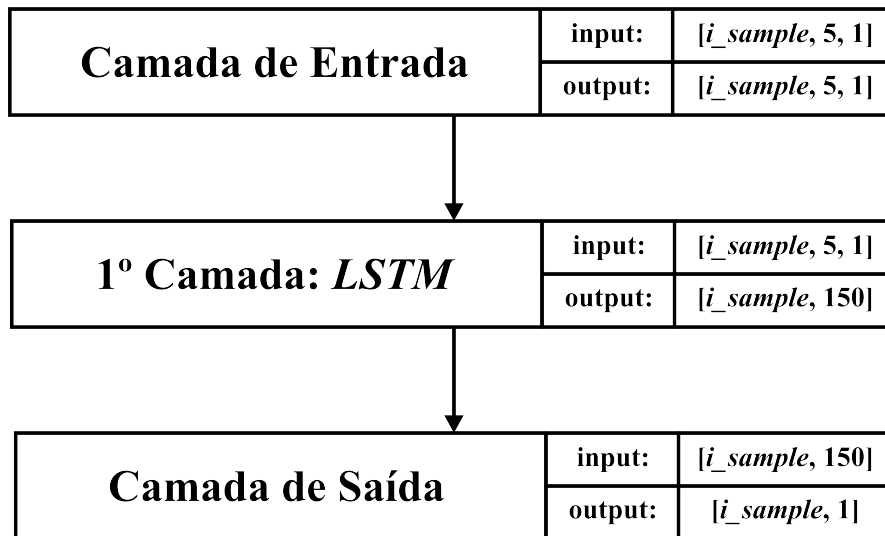 Camada de Entrada
input: [i_sample, 5, 1]
output: [i_sample, 5, 1]
1º Camada: LSTM
input: [i_sample, 5, 1]
output: [i_sample, 150]
Camada de Saída
input: [i_sample, 150]
output: [i_sample, 1]